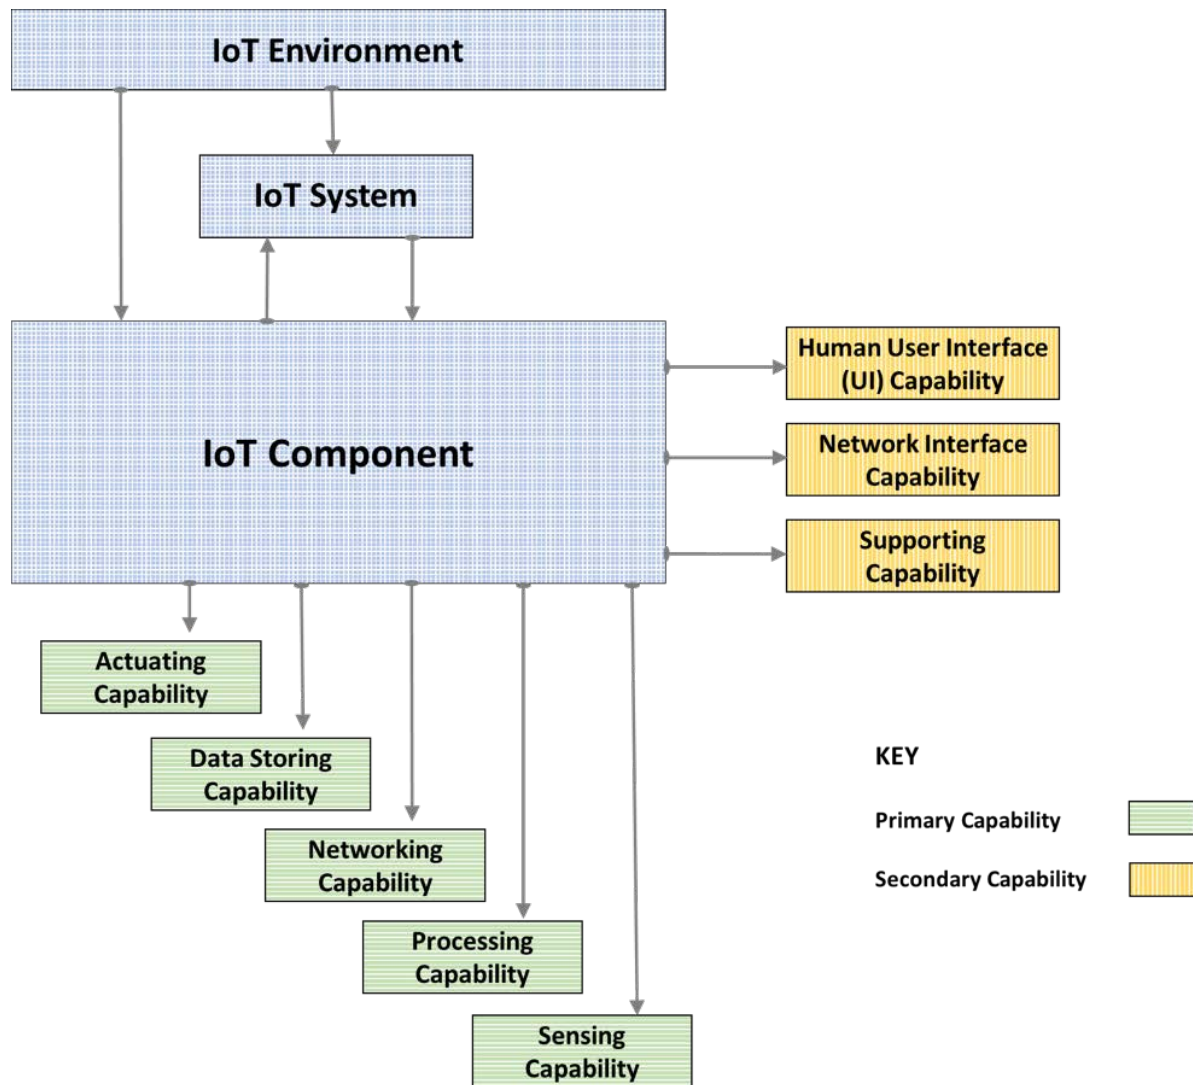 IoT Environment
IoT System
IoT Component
Human User Interface
(UI) Capability
Network Interface
Capability
Supporting
Capability
Actuating
Capability
Data Storing
Capability
Networking
Capability
Processing
Capability
Sensing
Capability
KEY
Primary Capability
Secondary Capability